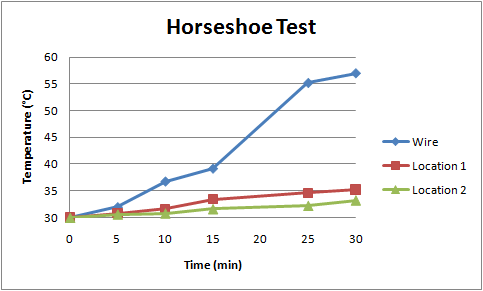 Horseshoe Test
Temperature (°C)
60
55
50
45
40
35
30
0 5 10 15 20 25 30
Time (min)
Wire
Location 1
Location 2